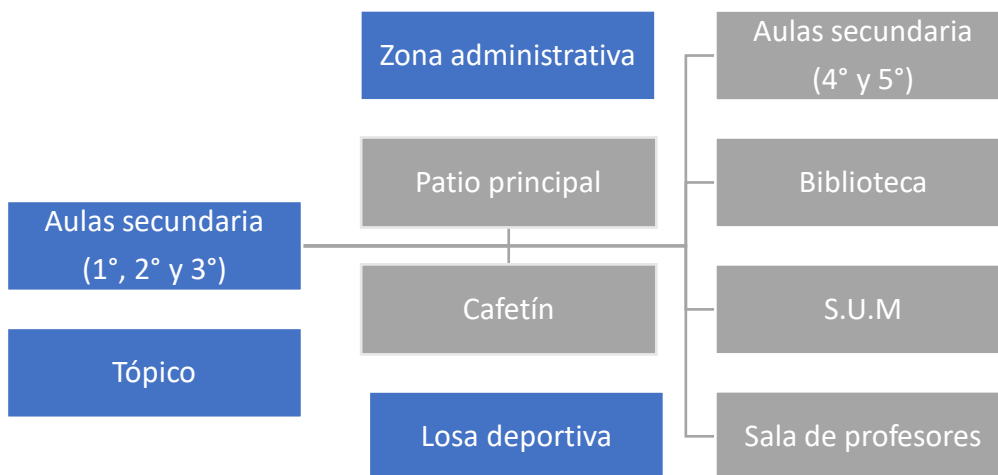 Zona administrativa
Aulas secundaria
(4° y 5°)
Patio principal
Biblioteca
Aulas secundaria
(1°, 2° y 3°)
Cafetín
S.U.M
Tópico
Losa deportiva
Sala de profesores